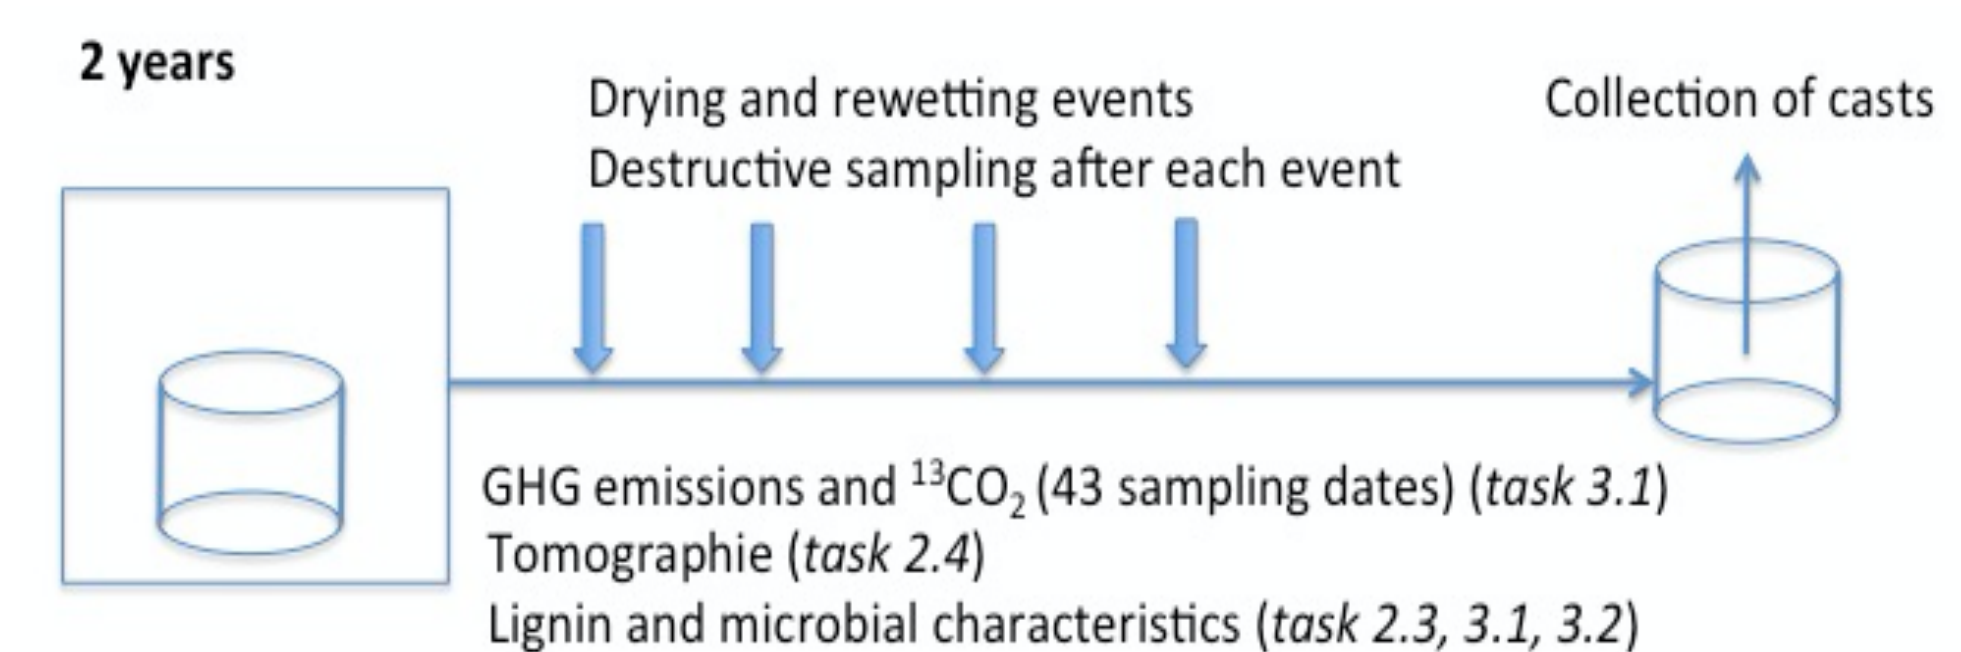 2 years
Drying and rewetting events
Destructive sampling after each event
Collection of casts
GHG emissions and ¹³CO₂ (43 sampling dates) (task 3.1)
Tomographie (task 2.4)
Lignin and microbial characteristics (task 2.3, 3.1, 3.2)